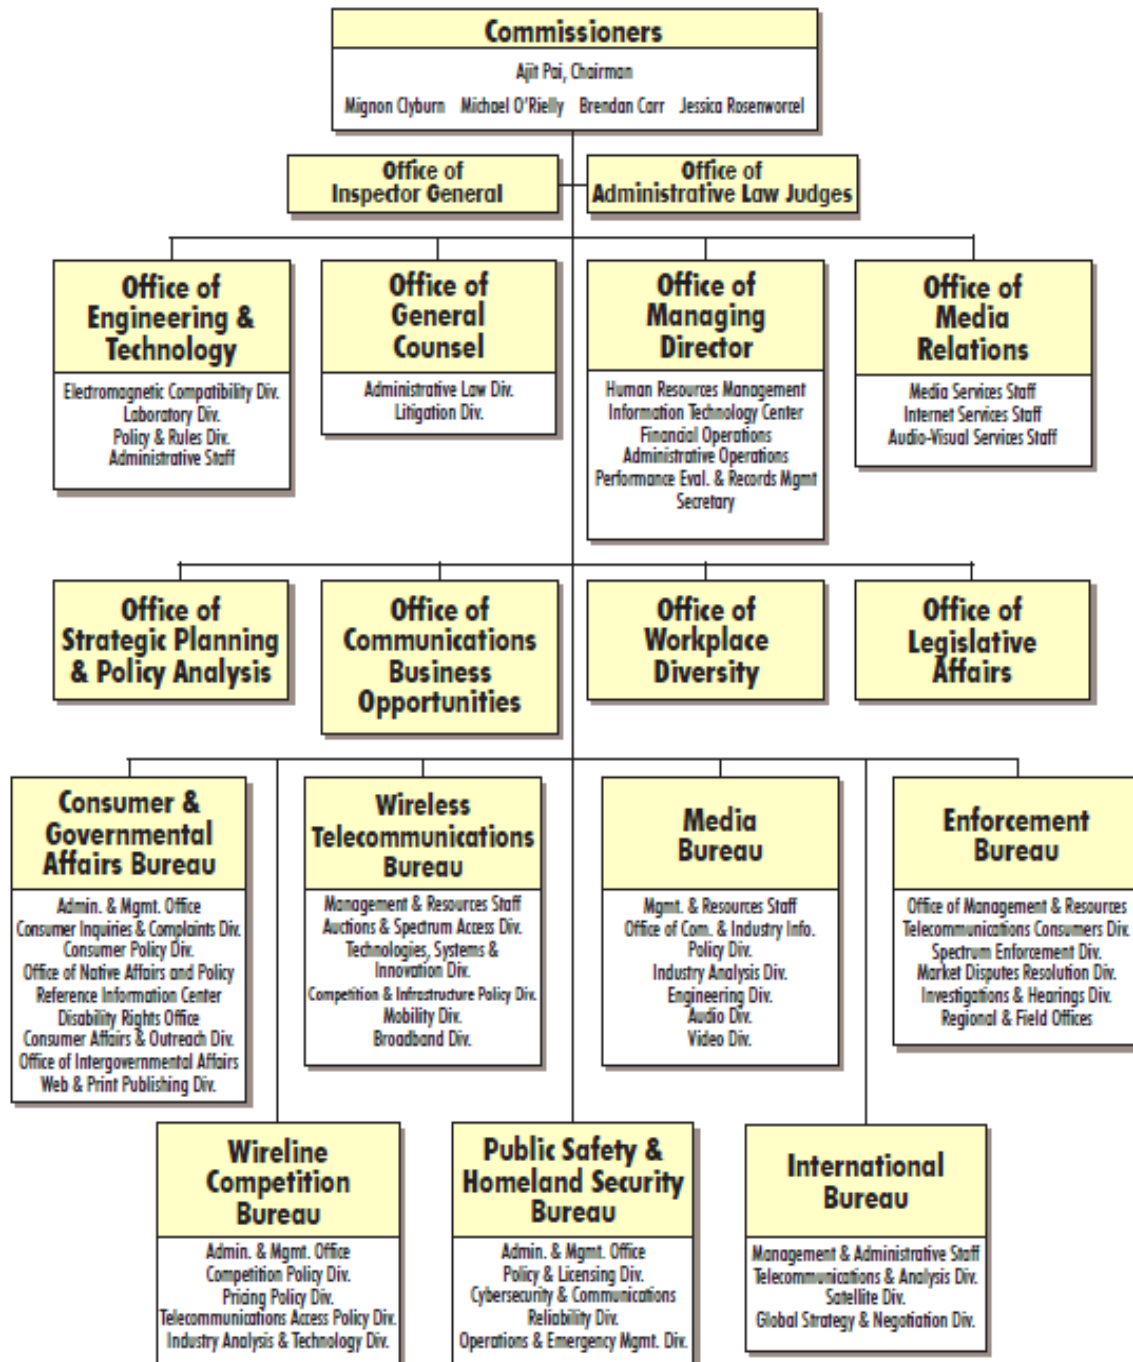 Commissioners
Ajit Pai, Chairman
Mignon Clyburn Michael O'Rielly Brendan Carr Jessica Rosenworcel
Office of
Inspector General
Office of
Administrative Law Judges
Office of
Engineering &
Technology
Electromagnetic Compatibility Div.
Laboratory Div.
Policy & Rules Div.
Administrative Staff
Office of
General
Counsel
Administrative Law Div.
Litigation Div.
Office of
Managing
Director
Human Resources Management
Information Technology Center
Financial Operations
Administrative Operations
Performance Eval. & Records Mgmt
Secretary
Office of
Media
Relations
Media Services Staff
Internet Services Staff
Audio-Visual Services Staff
Office of
Strategic Planning
& Policy Analysis
Office of
Communications
Business
Opportunities
Office of
Workplace
Diversity
Office of
Legislative
Affairs
Consumer &
Governmental
Affairs Bureau
Admin. & Mgmt. Office
Consumer Inquiries & Complaints Div.
Consumer Policy Div.
Office of Native Affairs and Policy
Reference Information Center
Disability Rights Office
Consumer Affairs & Outreach Div.
Office of Intergovernmental Affairs
Web & Print Publishing Div.
Wireless
Telecommunications
Bureau
Management & Resources Staff
Auctions & Spectrum Access Div.
Technologies, Systems &
Innovation Div.
Competition & Infrastructure Policy Div.
Mobility Div.
Broadband Div.
Media
Bureau
Mgmt. & Resources Staff
Office of Com. & Industry Info.
Policy Div.
Industry Analysis Div.
Engineering Div.
Audio Div.
Video Div.
Enforcement
Bureau
Office of Management & Resources
Telecommunications Consumers Div.
Spectrum Enforcement Div.
Market Disputes Resolution Div.
Investigations & Hearings Div.
Regional & Field Offices
Wireline
Competition
Bureau
Admin. & Mgmt. Office
Competition Policy Div.
Pricing Policy Div.
Telecommunications Access Policy Div.
Industry Analysis & Technology Div.
Public Safety &
Homeland Security
Bureau
Admin. & Mgmt. Office
Policy & Licensing Div.
Cybersecurity & Communications
Reliability Div.
Operations & Emergency Mgmt. Div.
International
Bureau
Management & Administrative Staff
Telecommunications & Analysis Div.
Satellite Div.
Global Strategy & Negotiation Div.